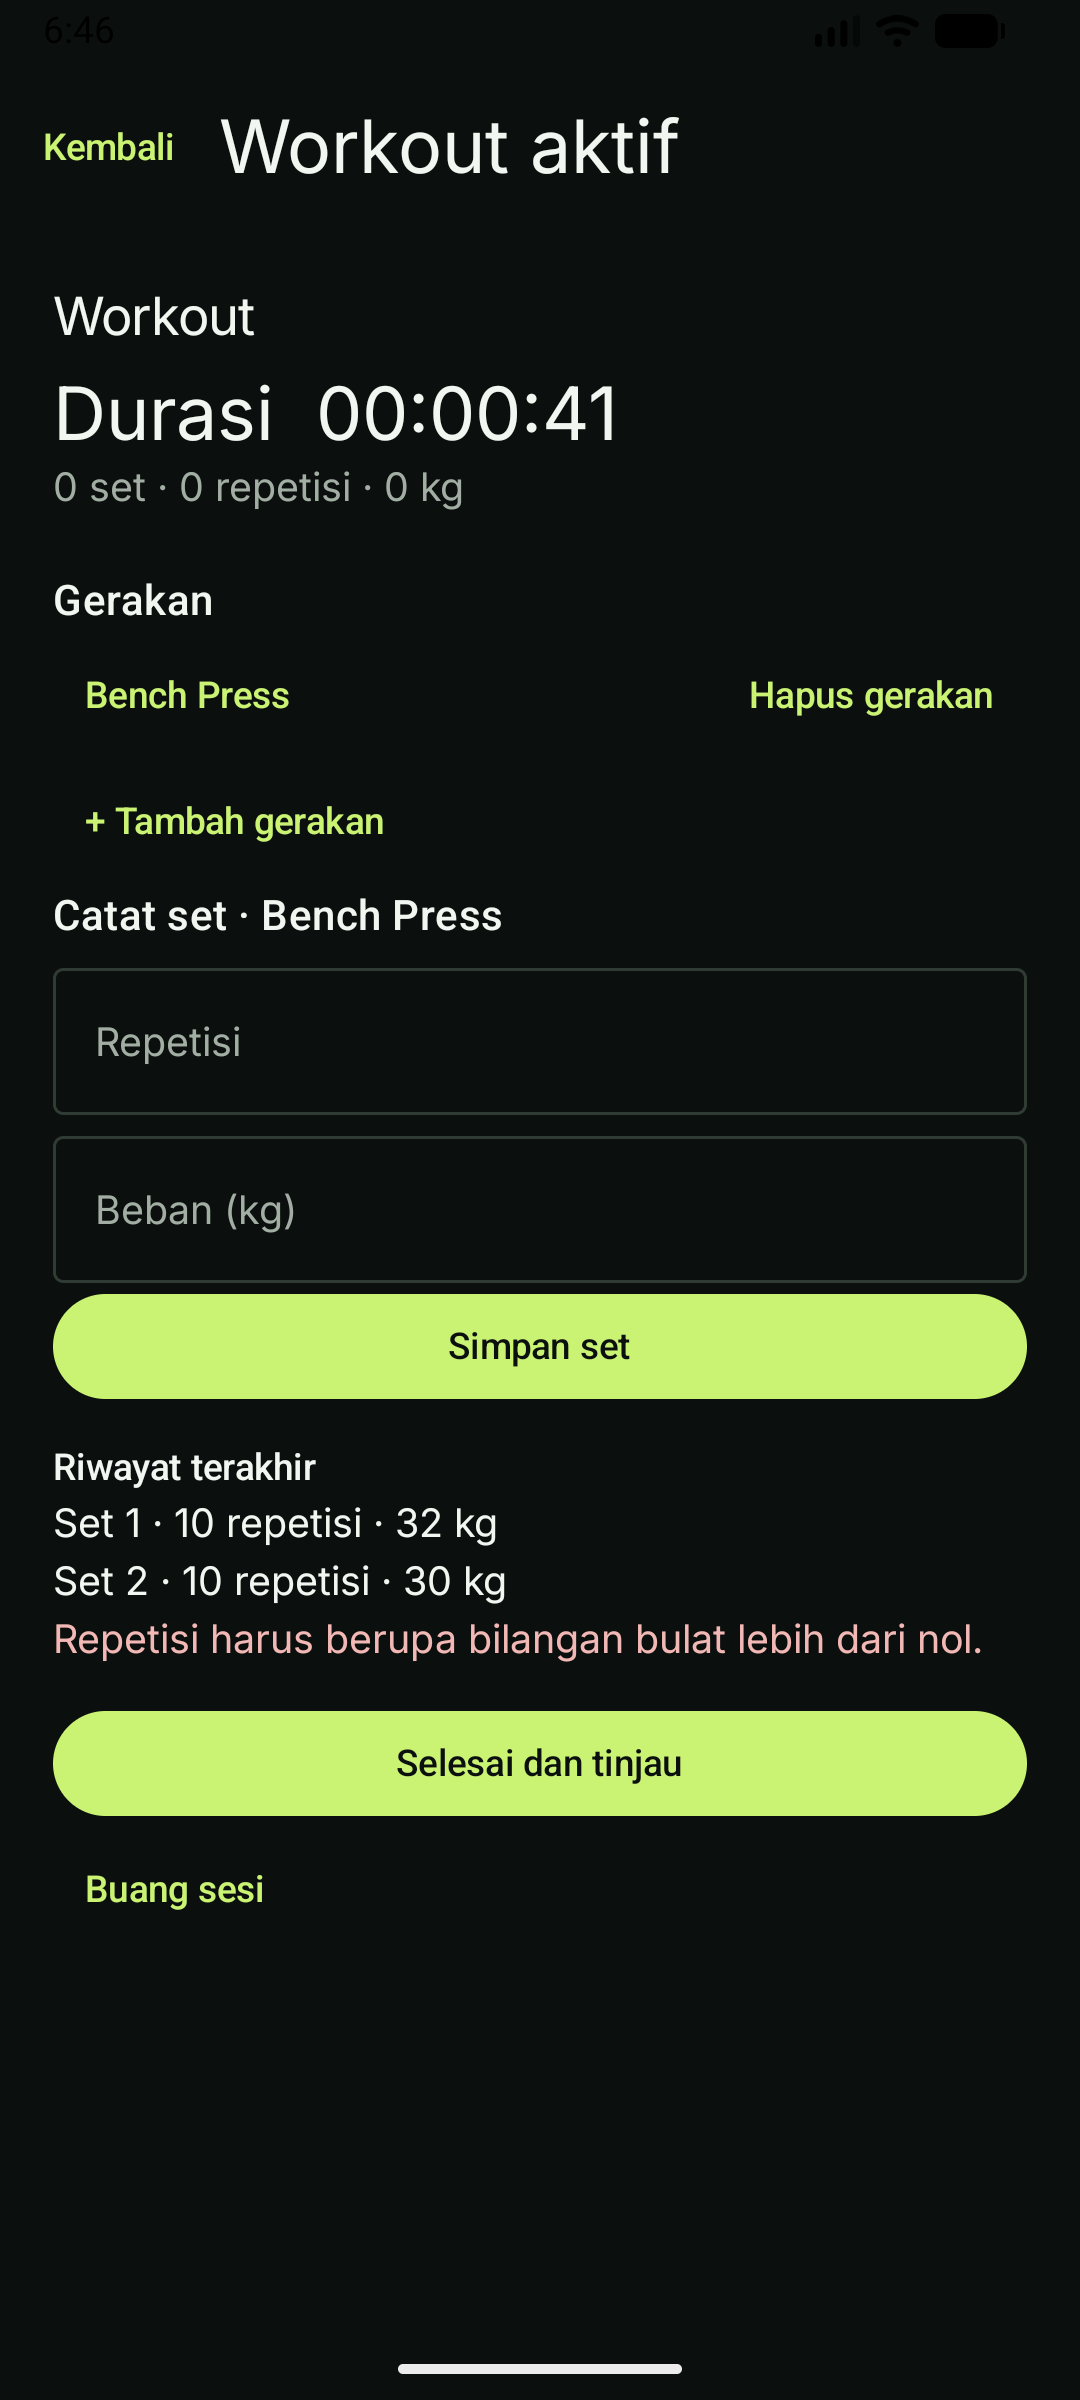 6:46
Kembali
Workout aktif
Workout
Durasi 00:00:41
0 set · 0 repetisi · 0 kg
Gerakan
Bench Press
Hapus gerakan
+ Tambah gerakan
Catat set · Bench Press
Repetisi
Beban (kg)
Simpan set
Riwayat terakhir
Set 1 · 10 repetisi · 32 kg
Set 2 · 10 repetisi · 30 kg
Repetisi harus berupa bilangan bulat lebih dari nol.
Selesai dan tinjau
Buang sesi